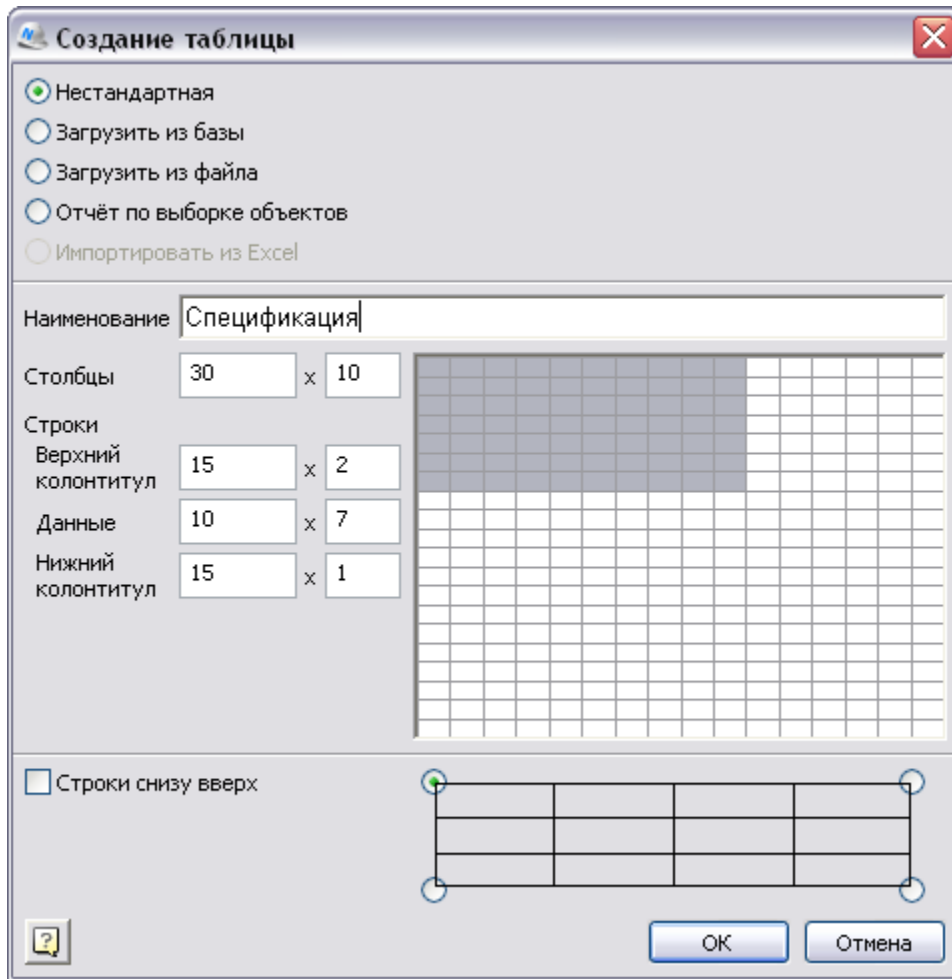 Создание таблицы
Нестандартная
Загрузить из базы
Загрузить из файла
Отчёт по выборке объектов
Импортировать из Excel
Наименование Спецификация
Столбцы 30 x 10
Строки
Верхний
колонтитул 15 x 2
Данные 10 x 7
Нижний
колонтитул 15 x 1
Строки снизу вверх
?
ОК Отмена